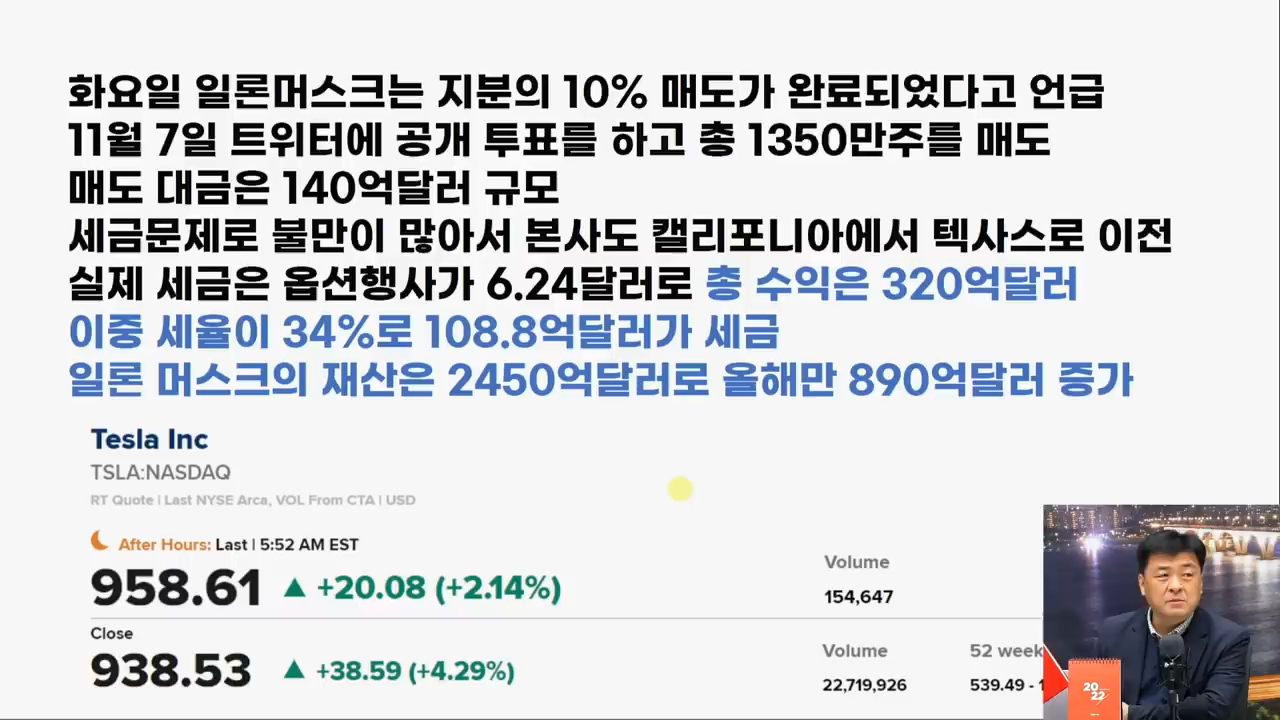 화요일 일론머스크는 지분의 10% 매도가 완료되었다고 언급
11월 7일 트위터에 공개 투표를 하고 총 1350만주를 매도
매도 대금은 140억달러 규모
세금문제로 불만이 많아서 본사도 캘리포니아에서 텍사스로 이전
실제 세금은 옵션행사가 6.24달러로 총 수익은 320억달러
이중 세율이 34%로 108.8억달러가 세금
일론 머스크의 재산은 2450억달러로 올해만 890억달러 증가
Tesla Inc
TSLA:NASDAQ
RT Quote | Last NYSE Arca, VOL From CTA | USD
After Hours: Last | 5:52 AM EST
958.61 ▲ +20.08 (+2.14%)
Volume
154,647
Close
938.53 ▲ +38.59 (+4.29%)
Volume
22,719,926
52 week
539.49 - 1
20
22